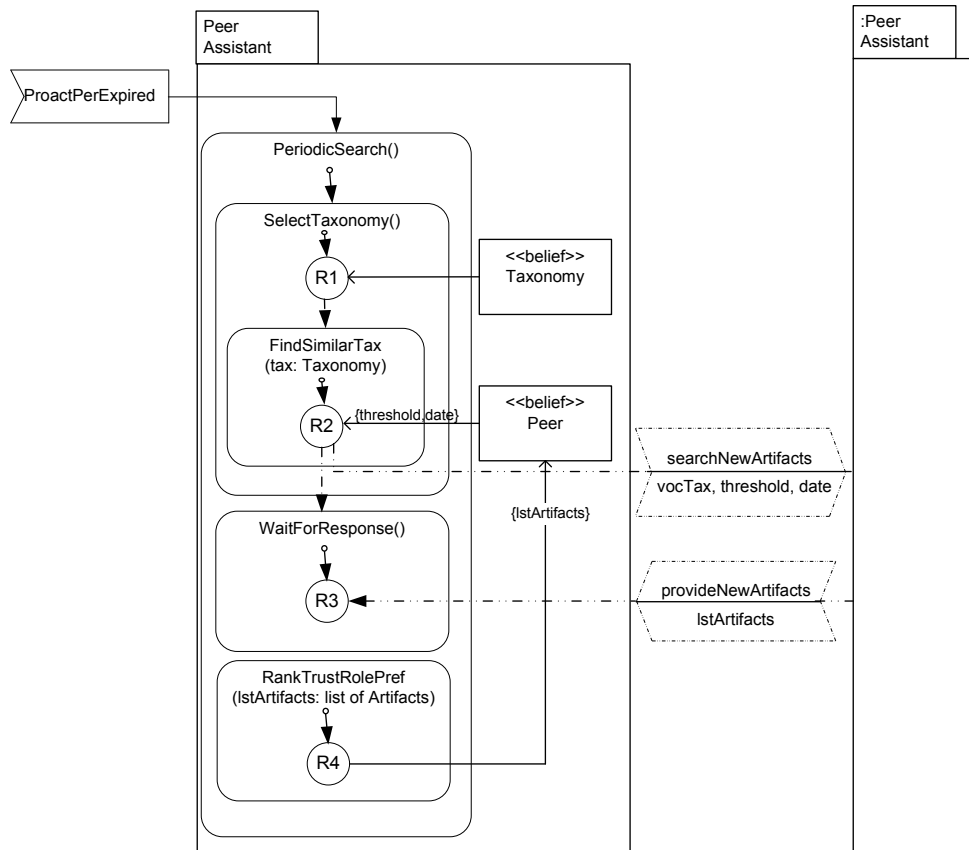 Peer
Assistant
:Peer
Assistant
ProactPerExpired
PeriodicSearch()
SelectTaxonomy()
R1
<<belief>>
Taxonomy
FindSimilarTax
(tax: Taxonomy)
R2
{threshold,date}
<<belief>>
Peer
searchNewArtifacts
vocTax, threshold, date
{lstArtifacts}
WaitForResponse()
R3
provideNewArtifacts
lstArtifacts
RankTrustRolePref
(lstArtifacts: list of Artifacts)
R4